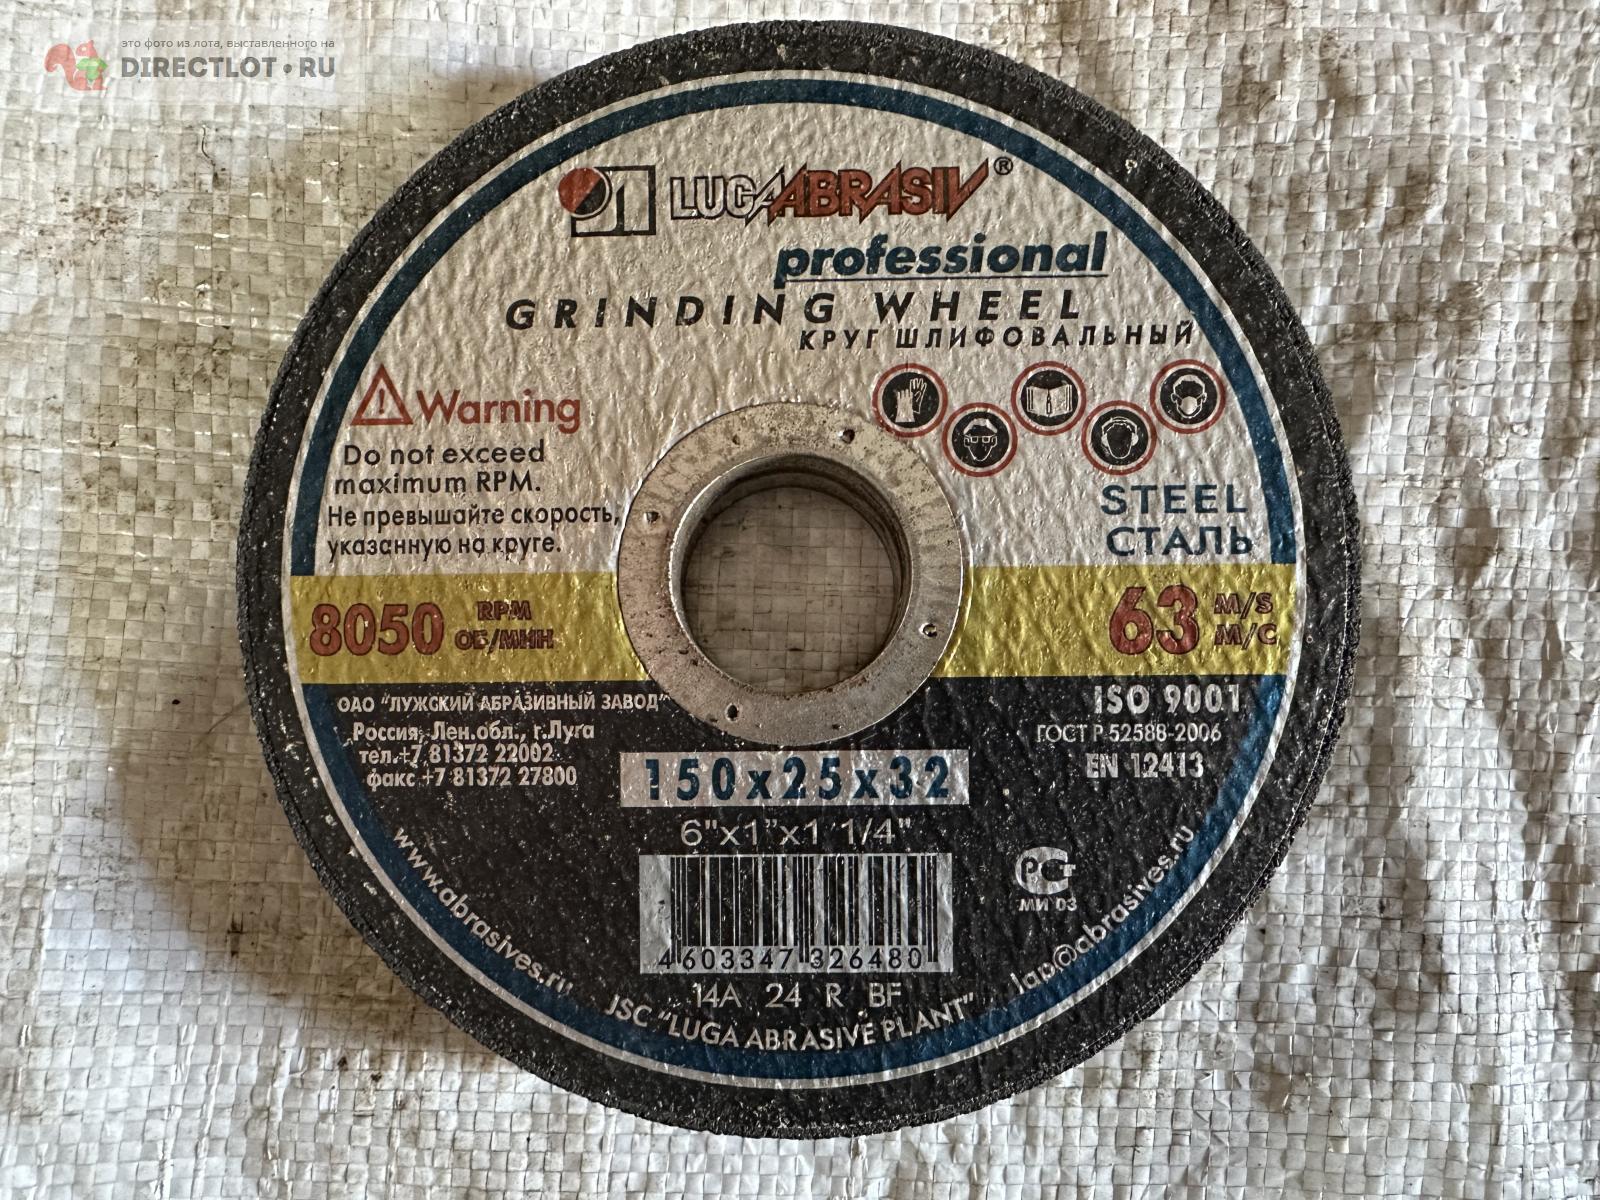 это фото из лота, выставленного на
DIRECTLOT.RU
LUGAABRASIV®
professional
GRINDING WHEEL
КРУГ ШЛИФОВАЛЬНЫЙ
Warning
Do not exceed
maximum RPM.
Не превышайте скорость,
указанную на круге.
STEEL
СТАЛЬ
8050 RPM
ОБ/МИН
63 M/S
М/С
ОАО "ЛУЖСКИЙ АБРАЗИВНЫЙ ЗАВОД"
Россия, Лен.обл., г.Луга
тел.+7 81372 22002
факс +7 81372 27800
ISO 9001
ГОСТ Р 52588-2006
EN 12413
150x25x32
6"x1"x1 1/4"
РСТ
МИ 03
4 603347 326480
14A 24 R BF
www.abrasives.ru
JSC "LUGA ABRASIVE PLANT"
lap@abrasives.ru